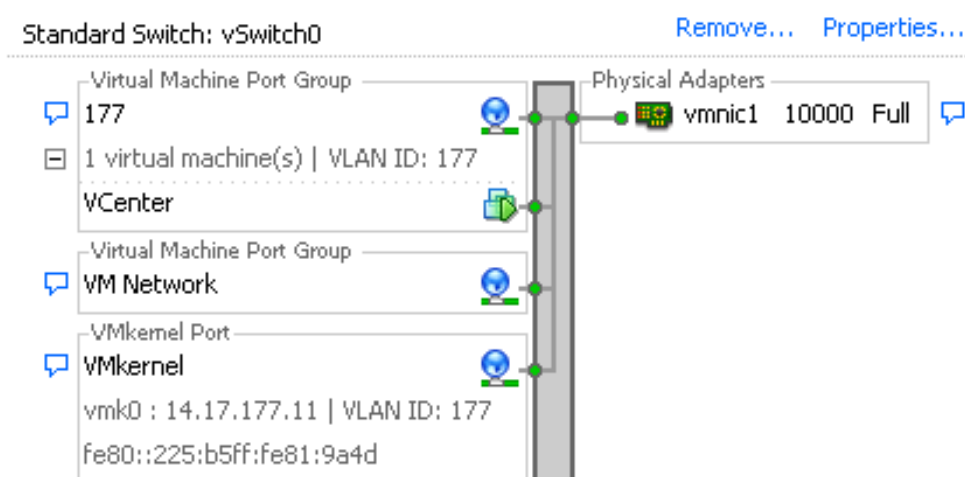 Standard Switch: vSwitch0 Remove... Properties...
Virtual Machine Port Group
177
1 virtual machine(s) | VLAN ID: 177
VCenter
Physical Adapters
vmnic1 10000 Full
Virtual Machine Port Group
VM Network
VMkernel Port
VMkernel
vmk0 : 14.17.177.11 | VLAN ID: 177
fe80::225:b5ff:fe81:9a4d